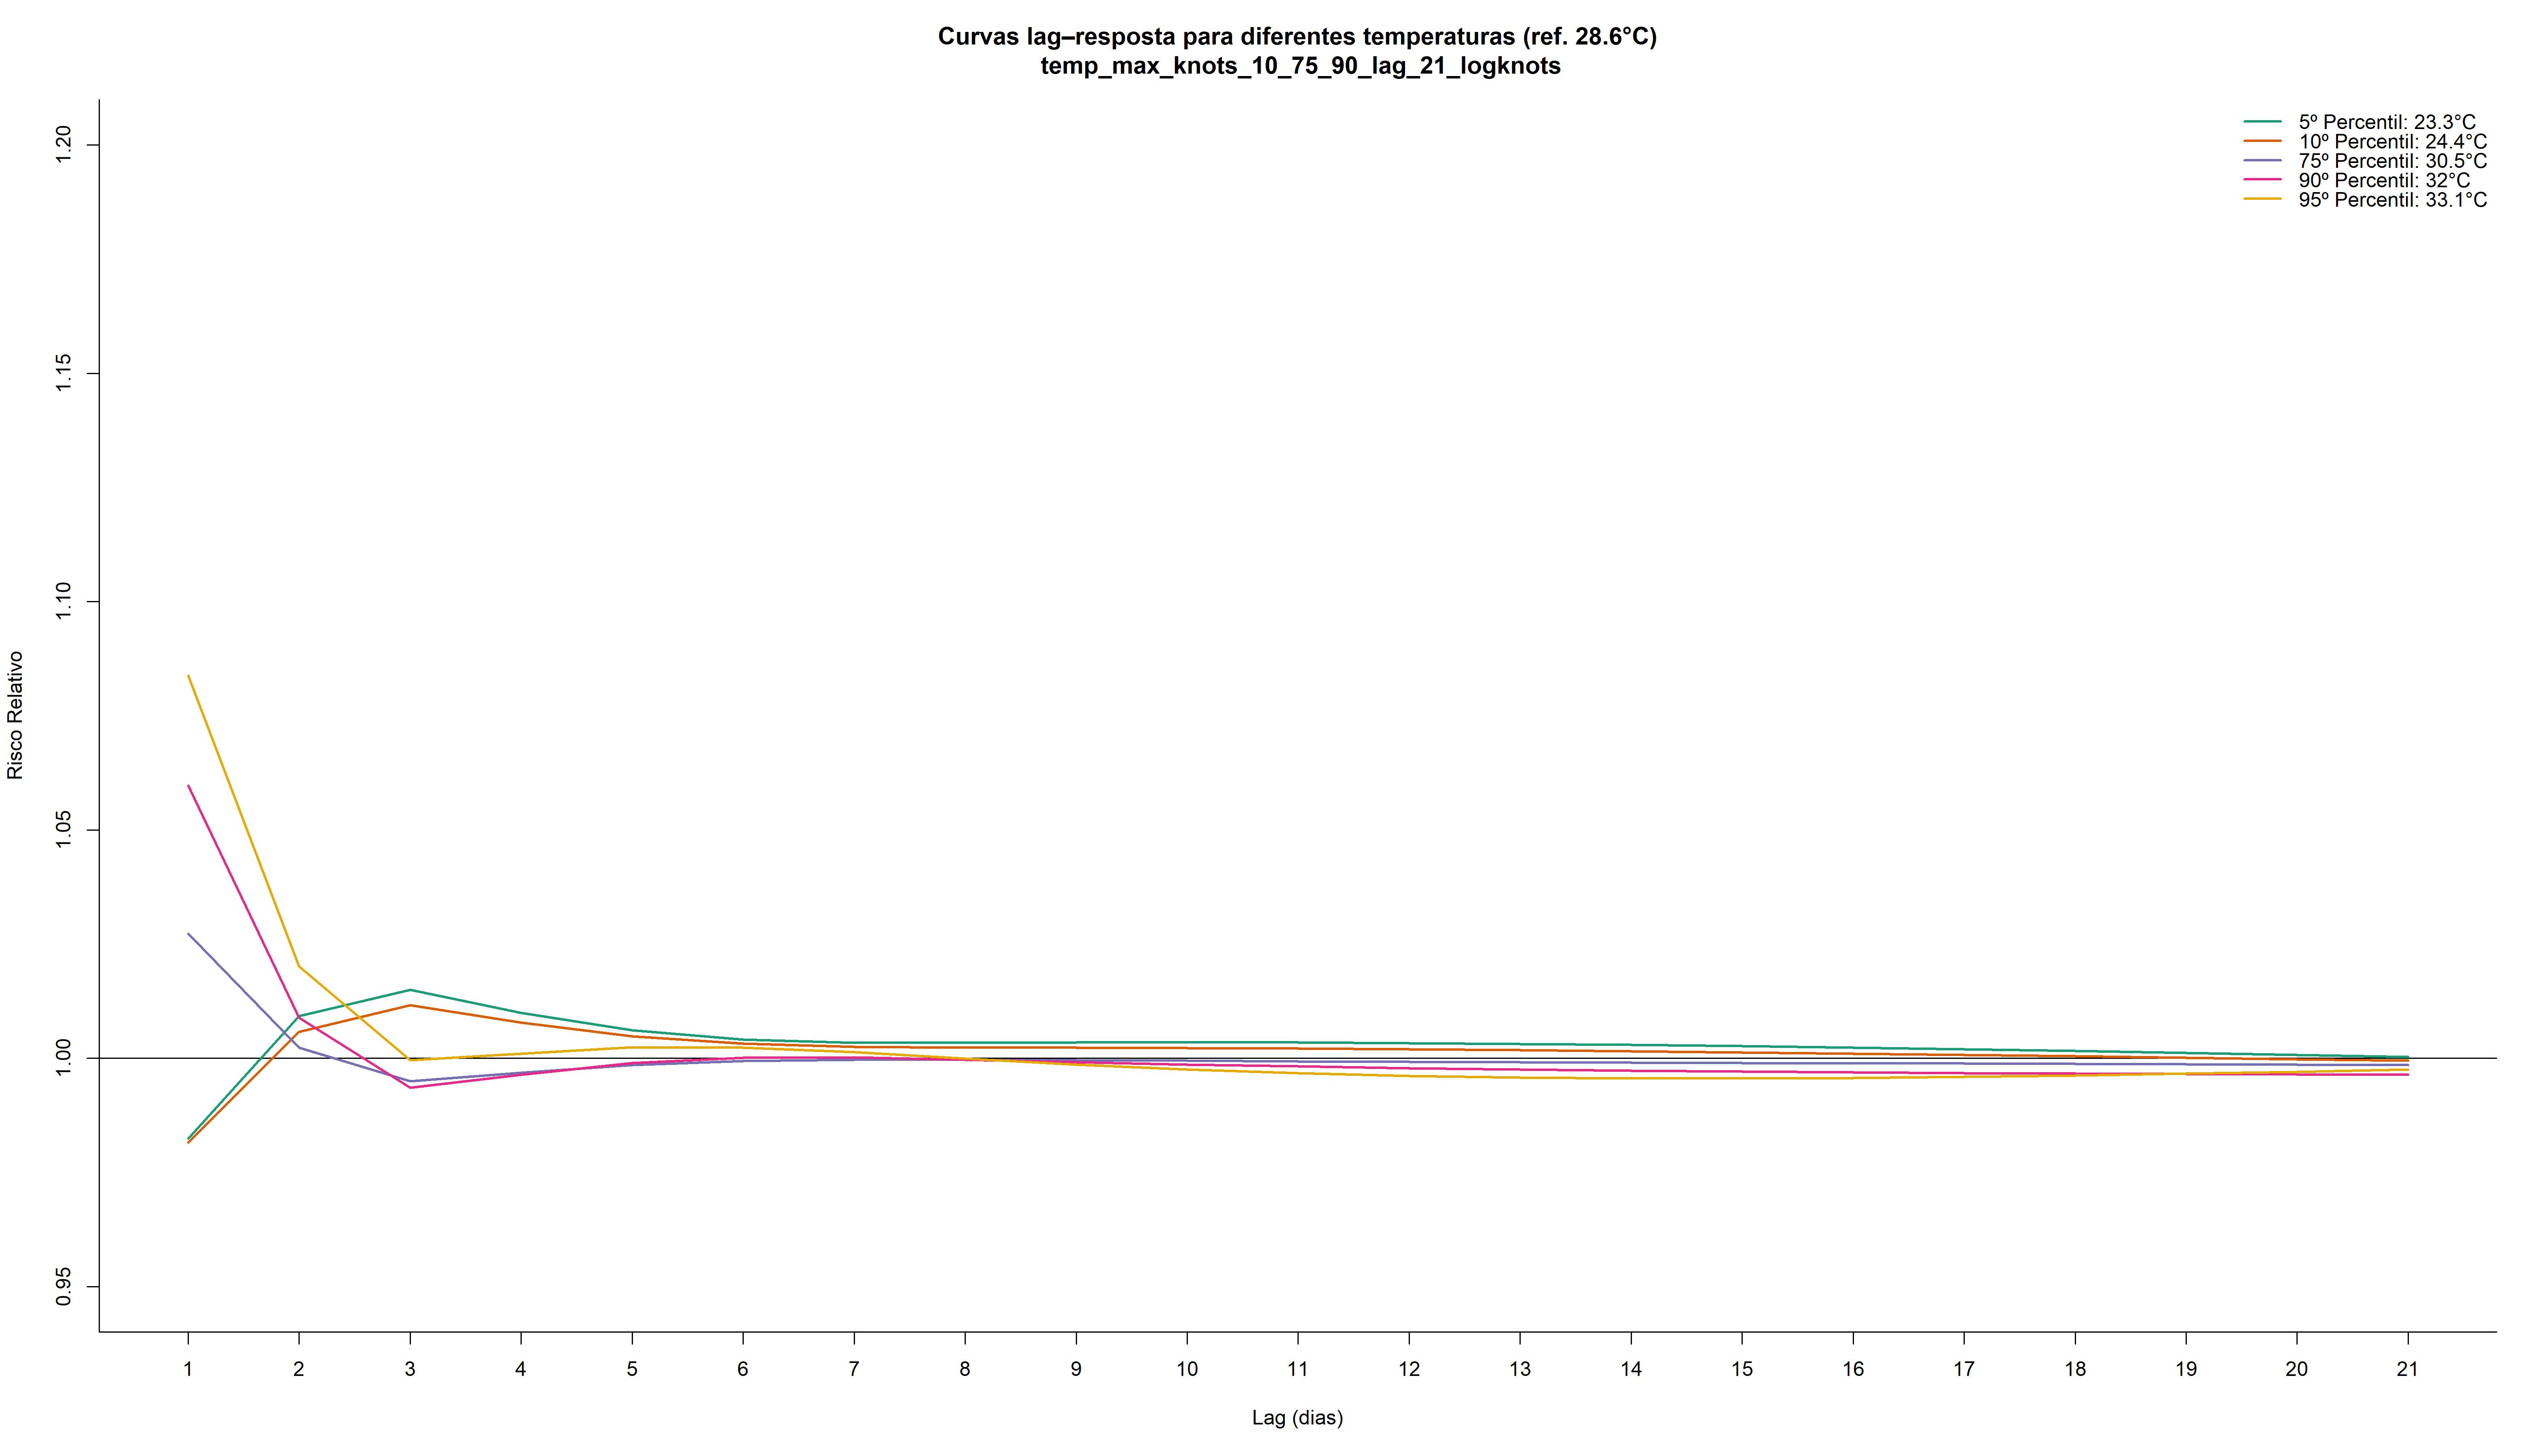 Curvas lag–resposta para diferentes temperaturas (ref. 28.6°C)
temp_max_knots_10_75_90_lag_21_logknots
5º Percentil: 23.3°C
10º Percentil: 24.4°C
75º Percentil: 30.5°C
90º Percentil: 32°C
95º Percentil: 33.1°C
Risco Relativo
1.20
1.15
1.10
1.05
1.00
0.95
1 2 3 4 5 6 7 8 9 10 11 12 13 14 15 16 17 18 19 20 21
Lag (dias)